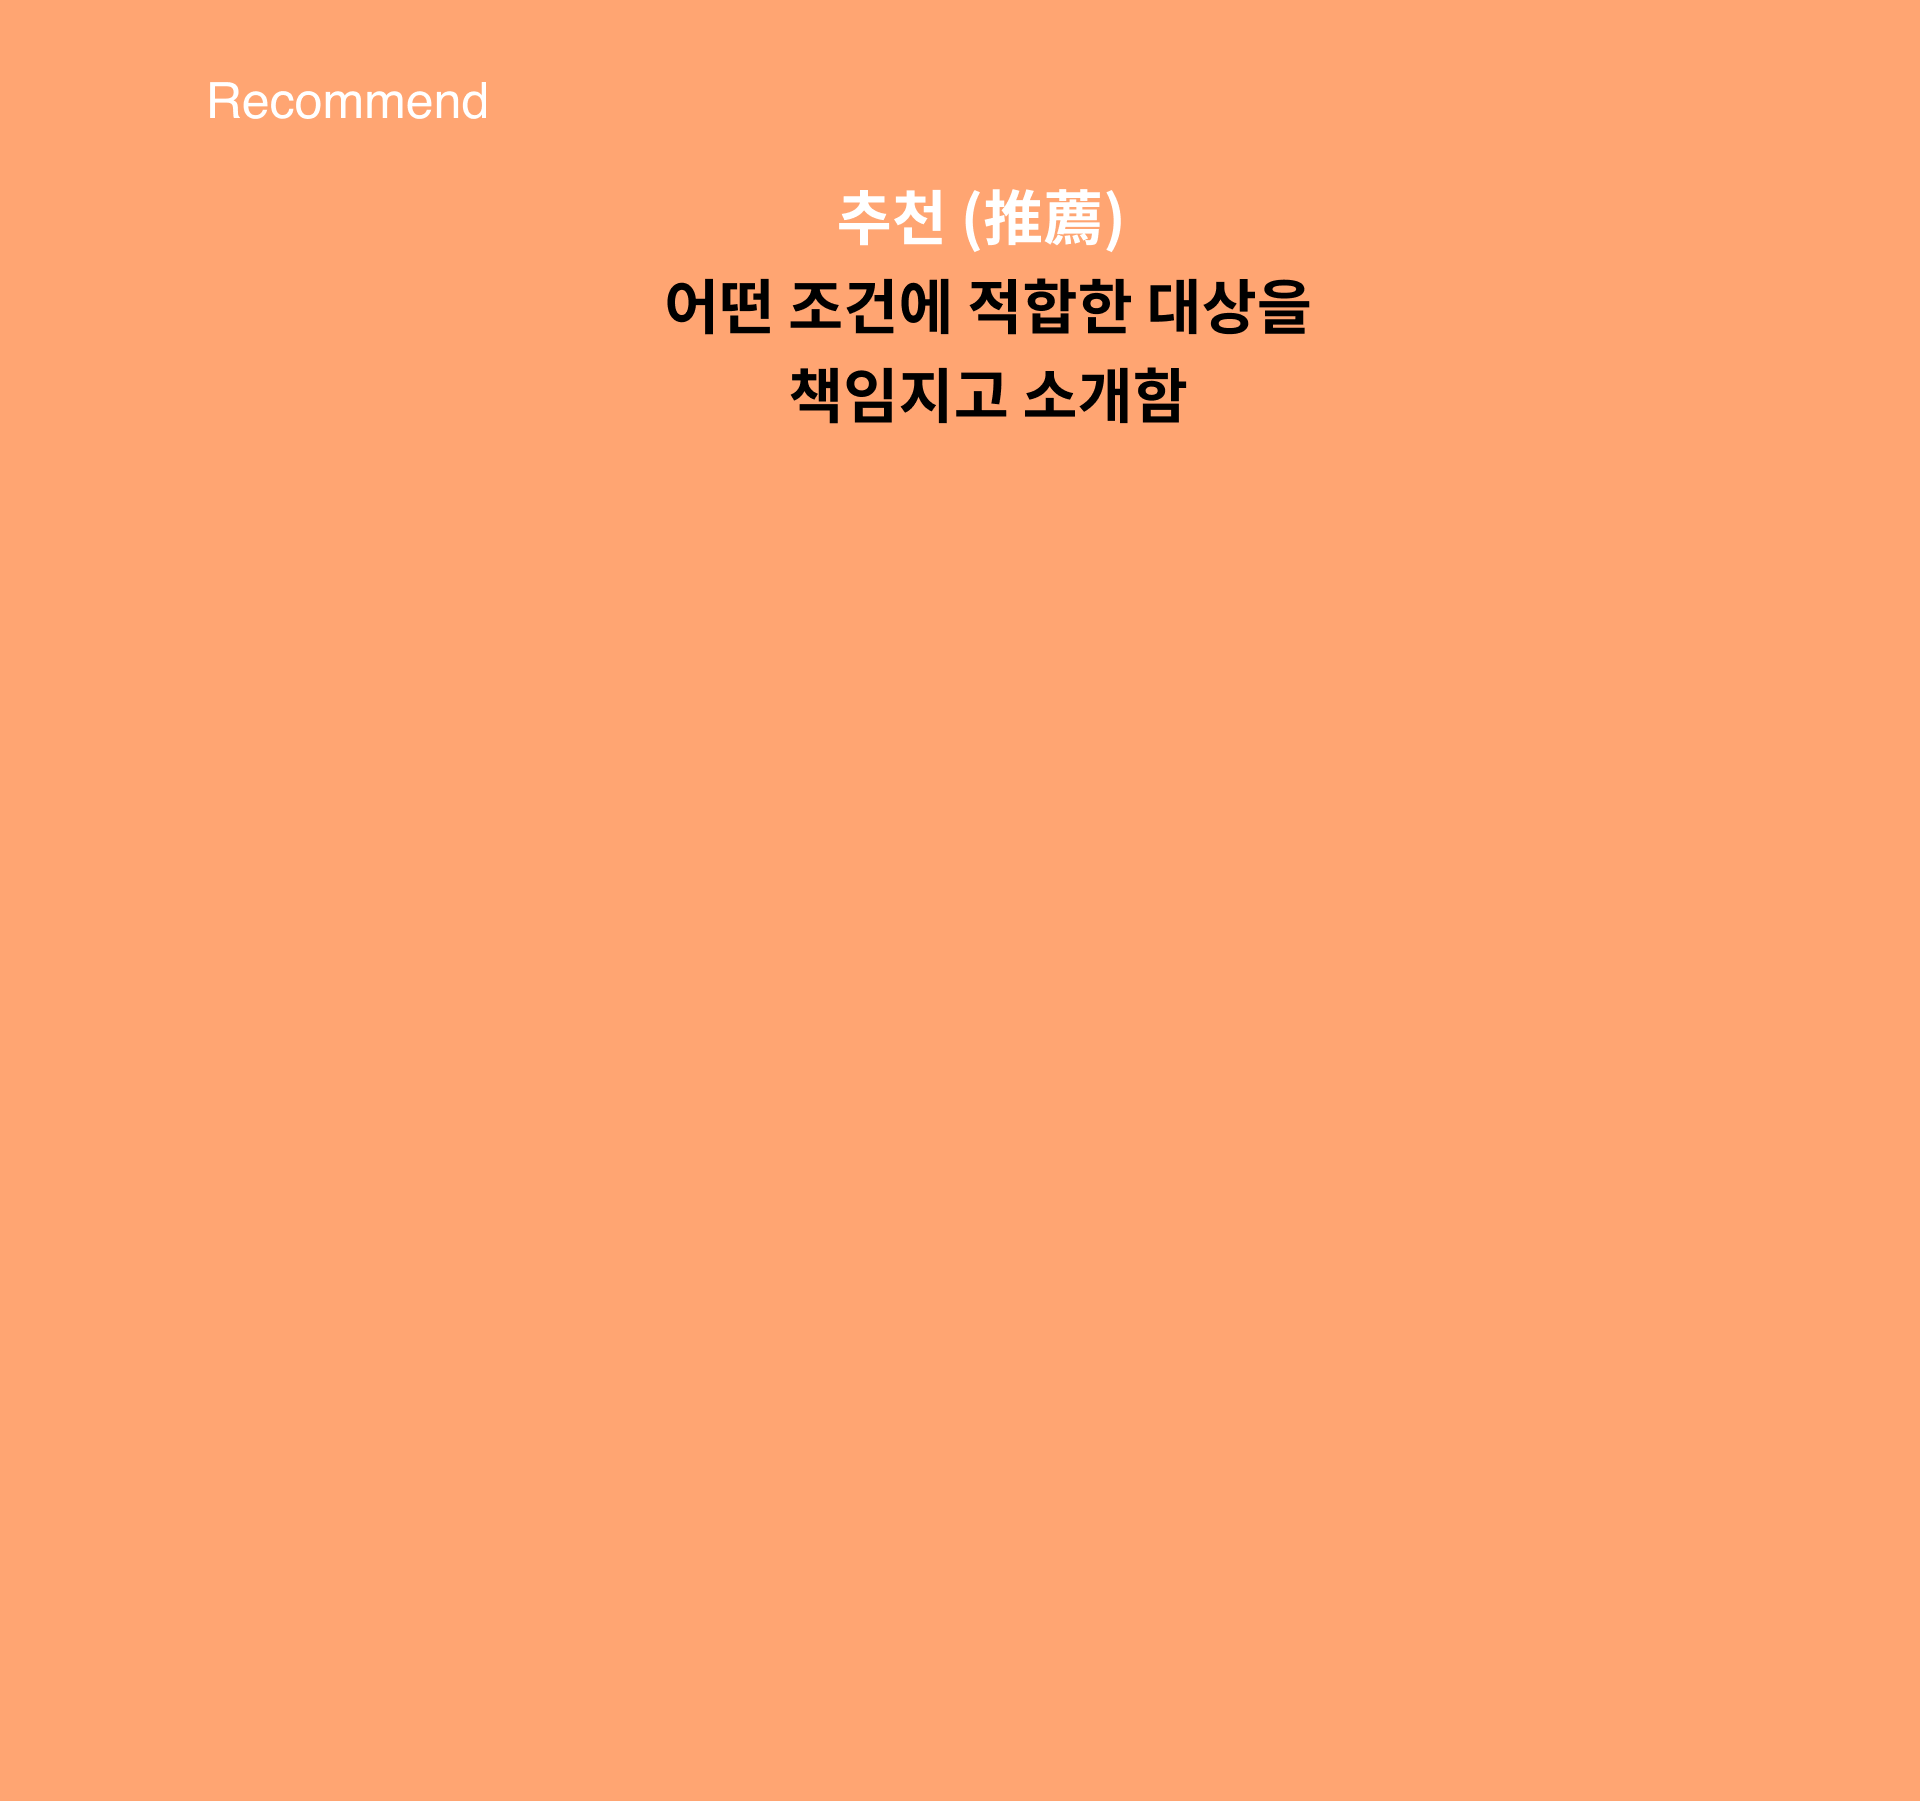 Recommend
추천 (推薦)
어떤 조건에 적합한 대상을
책임지고 소개함